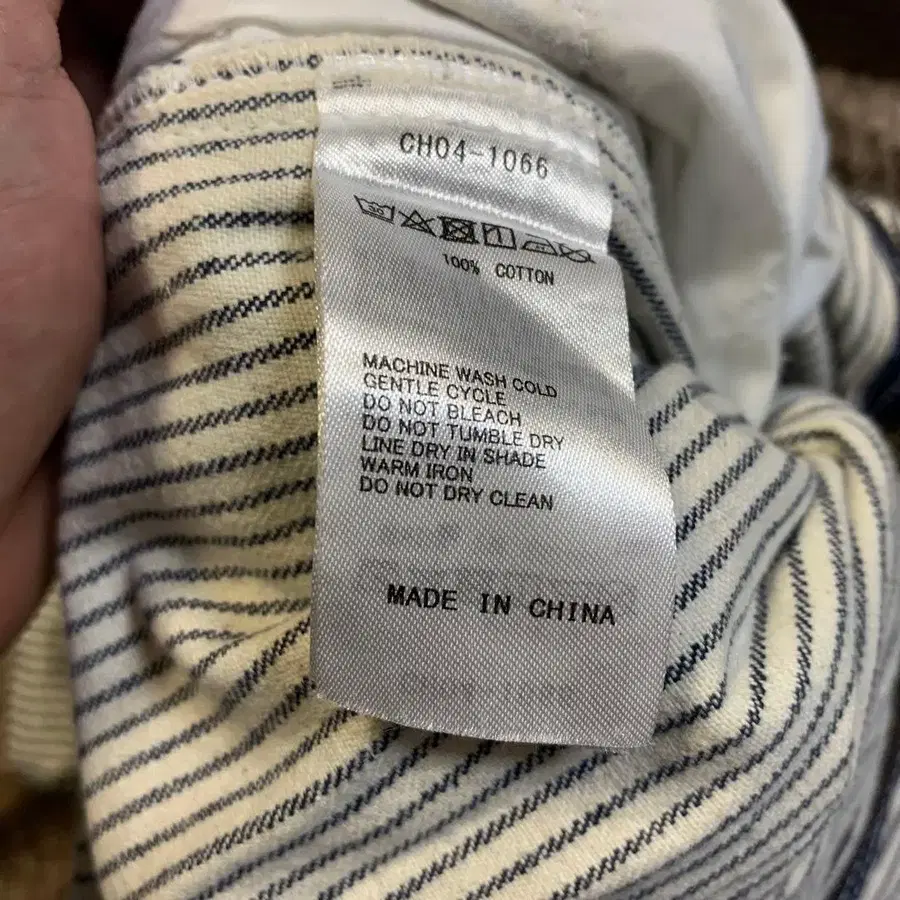 CH04-1066
100% COTTON
MACHINE WASH COLD
GENTLE CYCLE
DO NOT BLEACH
DO NOT TUMBLE DRY
LINE DRY IN SHADE
WARM IRON
DO NOT DRY CLEAN
MADE IN CHINA